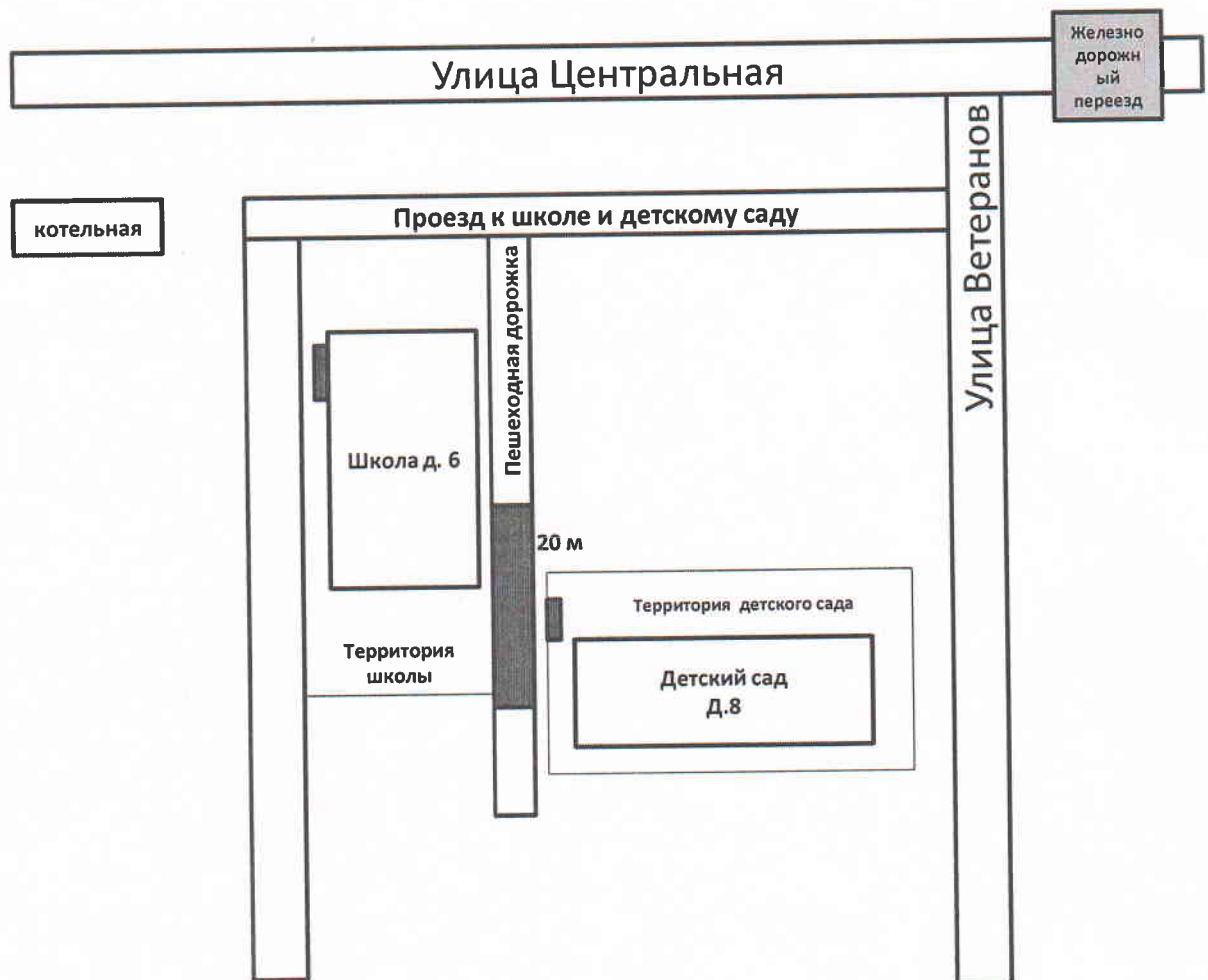 Железно
дорожн
ый
переезд
Улица Центральная
Улица Ветеранов
котельная
Проезд к школе и детскому саду
Пешеходная дорожка
Школа д. 6
20 м
Территория детского сада
Территория
школы
Детский сад
Д.8